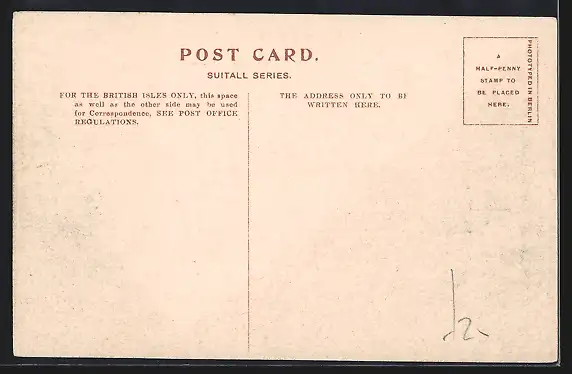 POST CARD.
SUITALL SERIES.
FOR THE BRITISH ISLES ONLY, this space
as well as the other side may be used
for Correspondence, SEE POST OFFICE
REGULATIONS.
THE ADDRESS ONLY TO BE
WRITTEN HERE.
A
HALF-PENNY
STAMP TO
BE PLACED
HERE.
PHOTOTYPED IN BERLIN